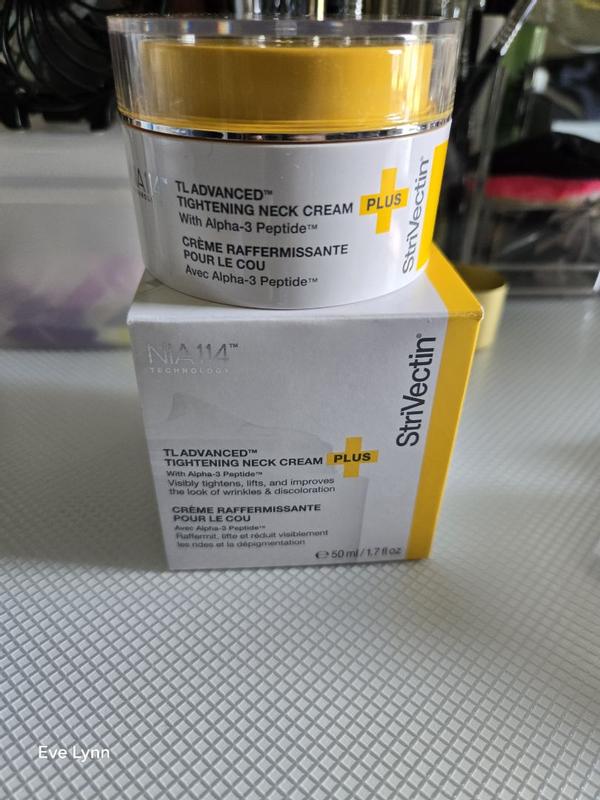 TL ADVANCED™
TIGHTENING NECK CREAM PLUS
With Alpha-3 Peptide™
CRÈME RAFFERMISSANTE
POUR LE COU
Avec Alpha-3 Peptide™
StriVectin®
NIA114™
TECHNOLOGY
TL ADVANCED™
TIGHTENING NECK CREAM PLUS
With Alpha-3 Peptide™
Visibly tightens, lifts, and improves
the look of wrinkles & discoloration
CRÈME RAFFERMISSANTE
POUR LE COU
Avec Alpha-3 Peptide™
Raffermit, lifte et réduit visiblement
les rides et la dépigmentation
℮ 50 ml / 1.7 fl oz
StriVectin®
Eve Lynn